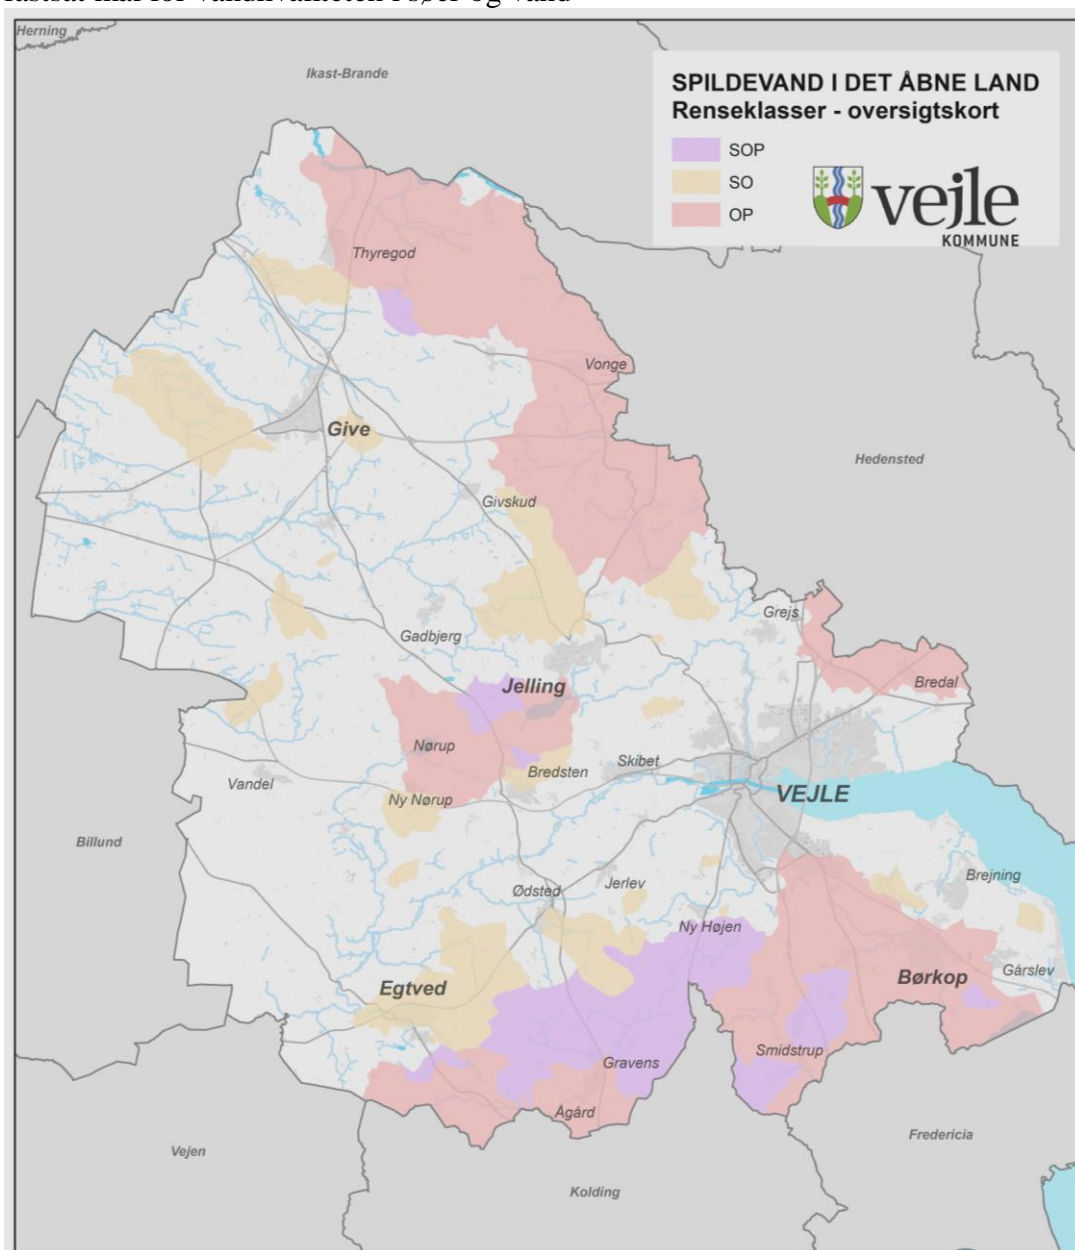 fastsat mål for vandkvaliteten i søer og vand-
Herning
Ikast-Brande
SPILDEVAND I DET ÅBNE LAND
Renseklasser - oversigtskort
SOP
SO
OP
vejle
KOMMUNE
Thyregod
Vonge
Give
Hedensted
Givskud
Grejs
Gadbjerg
Jelling
Bredal
Nørup
Skibet
Bredsten
Vandel
VEJLE
Ny Nørup
Billund
Brejning
Jerlev
Ødsted
Ny Højen
Gårslev
Børkop
Egtved
Smidstrup
Gravens
Ågård
Fredericia
Vejen
Kolding